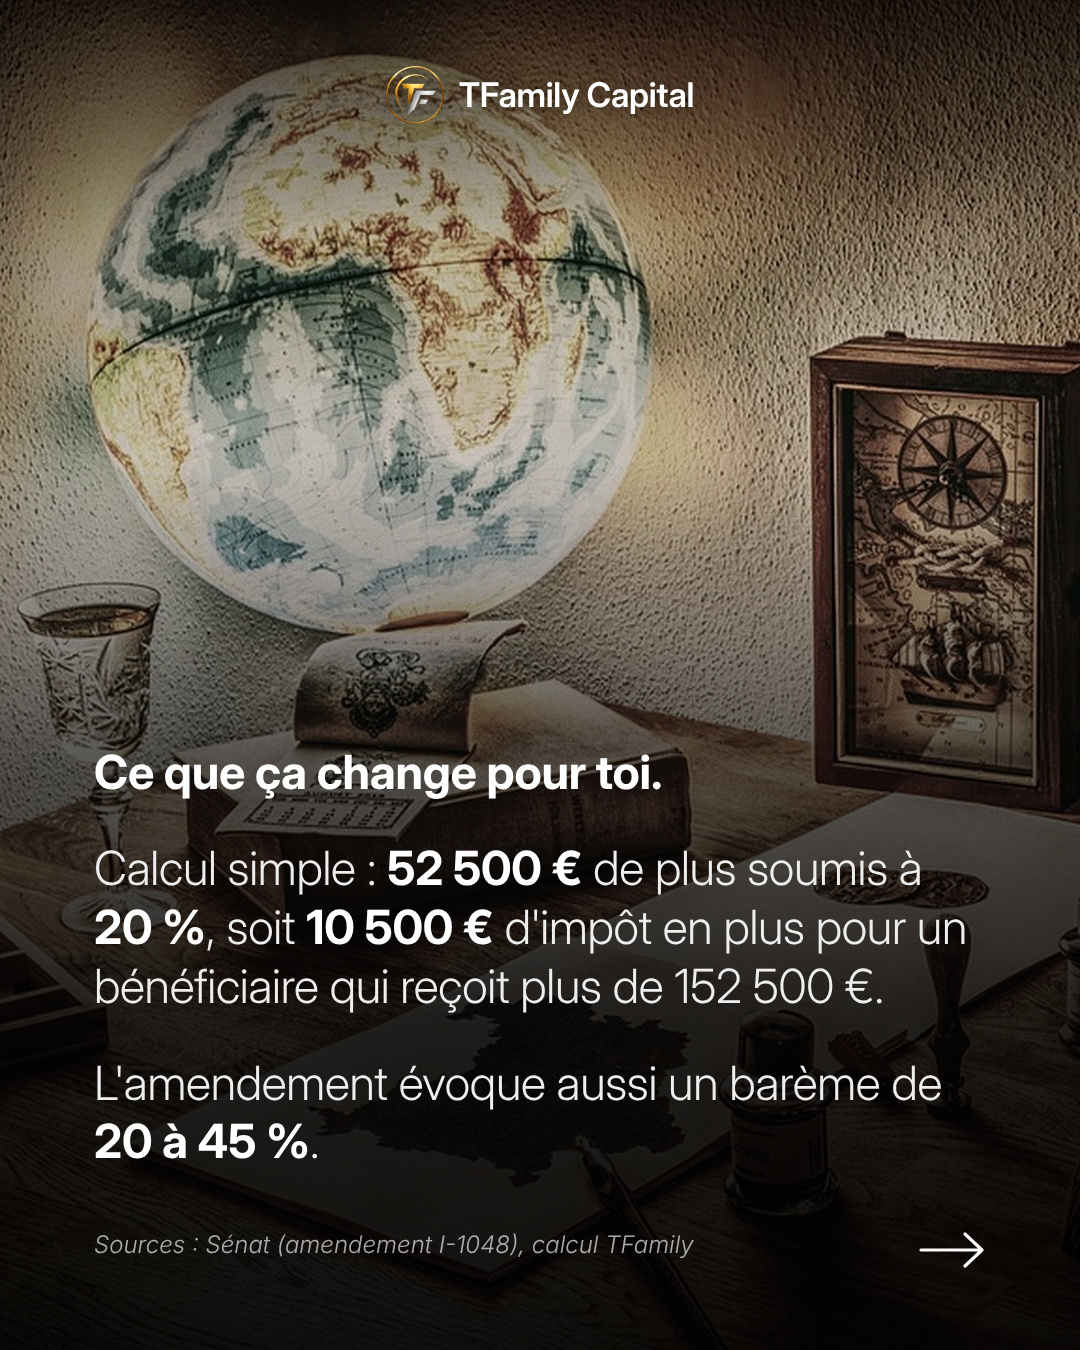 TFamily Capital
Ce que ça change pour toi.
Calcul simple : 52 500 € de plus soumis à
20 %, soit 10 500 € d'impôt en plus pour un
bénéficiaire qui reçoit plus de 152 500 €.
L'amendement évoque aussi un barème de
20 à 45 %.
Sources : Sénat (amendement I-1048), calcul TFamily